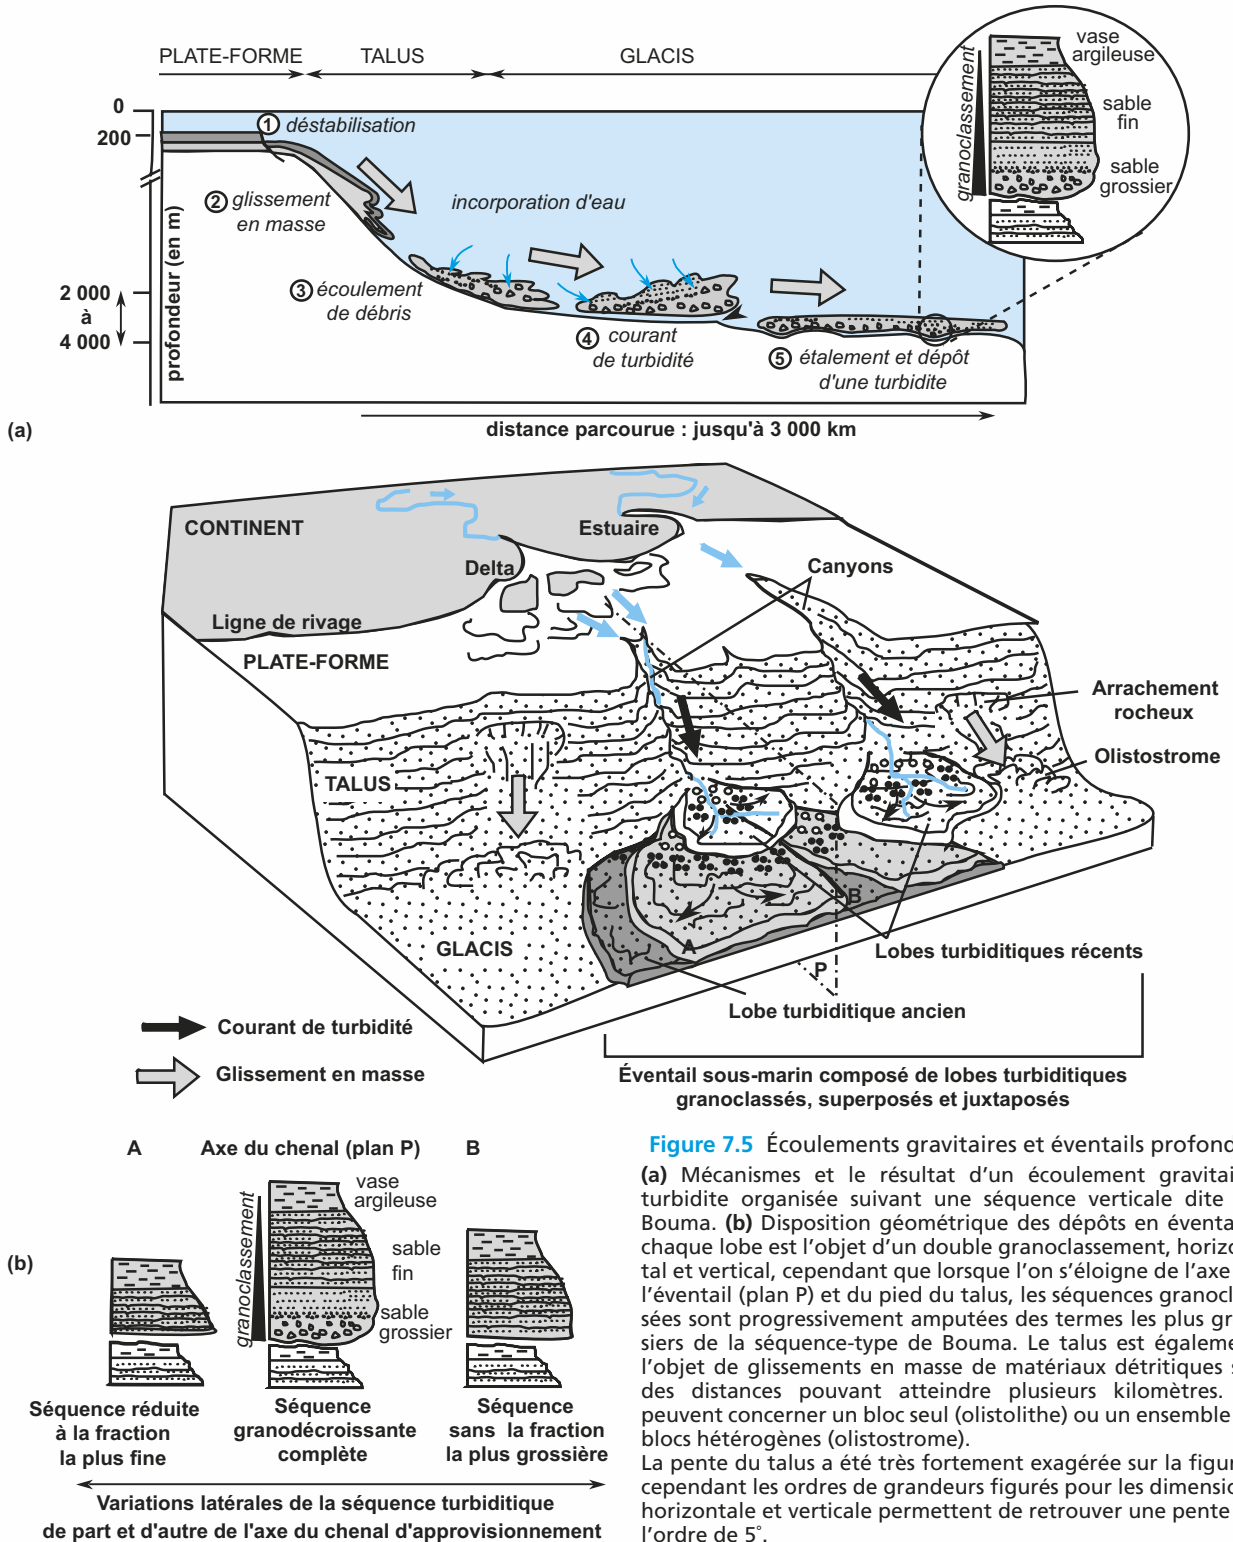 PLATE-FORME
TALUS
GLACIS
0
200
2 000
à
4 000
profondeur (en m)
1 déstabilisation
2 glissement
en masse
incorporation d'eau
3 écoulement
de débris
4 courant
de turbidité
5 étalement et dépôt
d'une turbidite
granoclassement
vase
argileuse
sable
fin
sable
grossier
(a)
distance parcourue : jusqu'à 3 000 km
CONTINENT
Estuaire
Delta
Canyons
Ligne de rivage
PLATE-FORME
Arrachement
rocheux
Olistostrome
TALUS
B
A
GLACIS
Lobes turbiditiques récents
P
Lobe turbiditique ancien
Courant de turbidité
Glissement en masse
Éventail sous-marin composé de lobes turbiditiques
granoclassés, superposés et juxtaposés
A
Axe du chenal (plan P)
B
granoclassement
vase
argileuse
sable
fin
sable
grossier
(b)
Séquence réduite
à la fraction
la plus fine
Séquence
granodécroissante
complète
Séquence
sans la fraction
la plus grossière
Variations latérales de la séquence turbiditique
de part et d'autre de l'axe du chenal d'approvisionnement
Figure 7.5 Écoulements gravitaires et éventails profond
(a) Mécanismes et le résultat d'un écoulement gravitai
turbidite organisée suivant une séquence verticale dite
Bouma. (b) Disposition géométrique des dépôts en éventa
chaque lobe est l'objet d'un double granoclassement, horizo
tal et vertical, cependant que lorsque l'on s'éloigne de l'axe
l'éventail (plan P) et du pied du talus, les séquences granocl
sées sont progressivement amputées des termes les plus gr
siers de la séquence-type de Bouma. Le talus est égaleme
l'objet de glissements en masse de matériaux détritiques s
des distances pouvant atteindre plusieurs kilomètres.
peuvent concerner un bloc seul (olistolithe) ou un ensemble
blocs hétérogènes (olistostrome).
La pente du talus a été très fortement exagérée sur la figur
cependant les ordres de grandeurs figurés pour les dimensio
horizontale et verticale permettent de retrouver une pente
l'ordre de 5°.